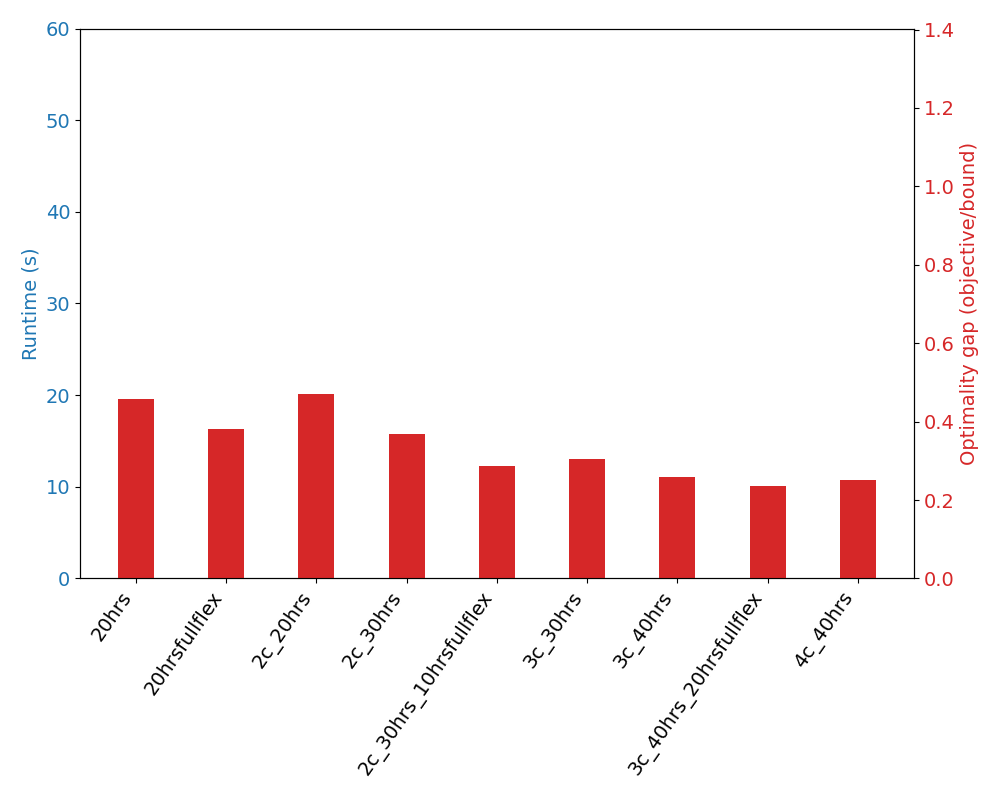 Runtime (s)
60
50
40
30
20
10
0
1.4
1.2
1.0
0.8
0.6
0.4
0.2
0.0
Optimality gap (objective/bound)
20hrs
20hrsfullflex
2c_20hrs
2c_30hrs
2c_30hrs_10hrsfullflex
3c_30hrs
3c_40hrs
3c_40hrs_20hrsfullflex
4c_40hrs